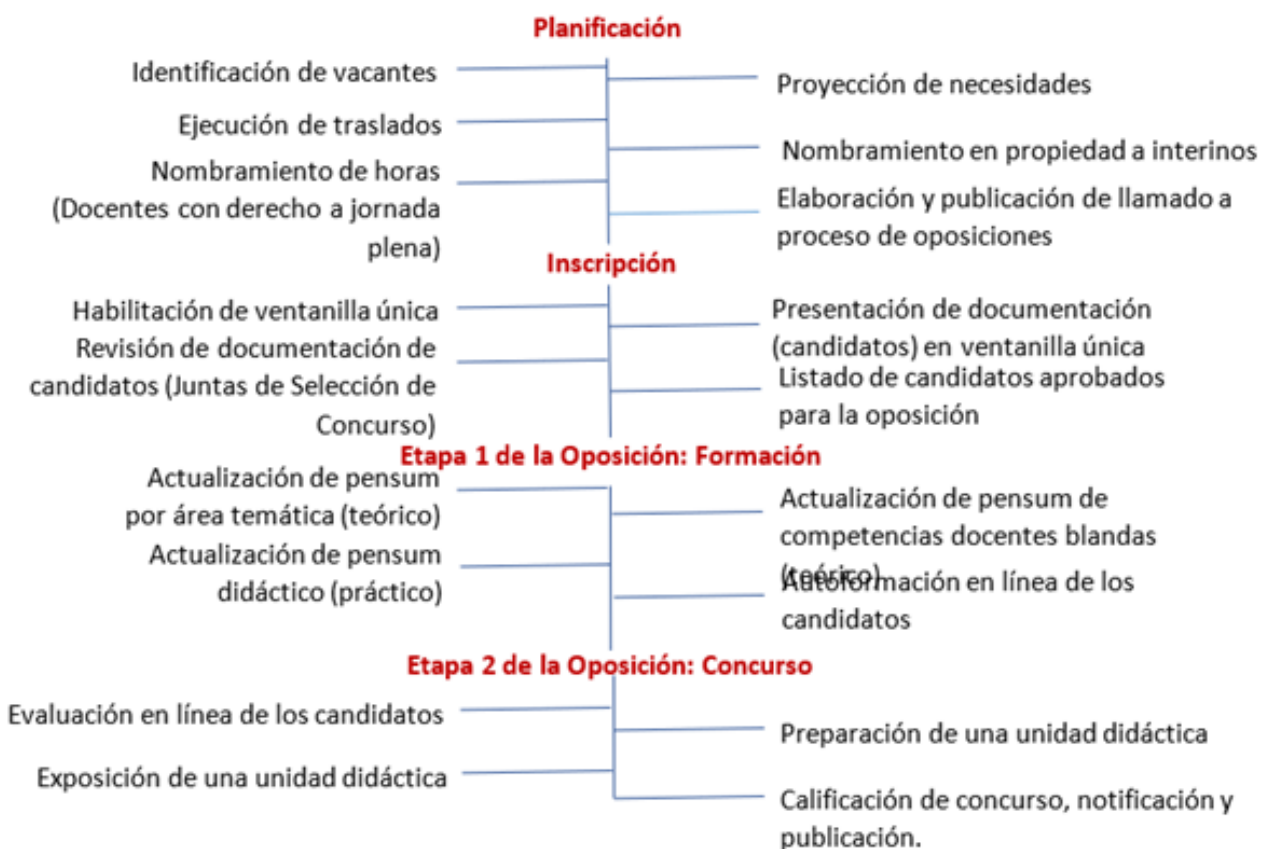 Planificación
Identificación de vacantes
Proyección de necesidades
Ejecución de traslados
Nombramiento en propiedad a interinos
Nombramiento de horas
(Docentes con derecho a jornada
plena)
Elaboración y publicación de llamado a
proceso de oposiciones
Inscripción
Habilitación de ventanilla única
Presentación de documentación
(candidatos) en ventanilla única
Revisión de documentación de
candidatos (Juntas de Selección de
Concurso)
Listado de candidatos aprobados
para la oposición
Etapa 1 de la Oposición: Formación
Actualización de pensum
por área temática (teórico)
Actualización de pensum de
competencias docentes blandas
(teórico)
Actualización de pensum
didáctico (práctico)
Autoformación en línea de los
candidatos
Etapa 2 de la Oposición: Concurso
Evaluación en línea de los candidatos
Preparación de una unidad didáctica
Exposición de una unidad didáctica
Calificación de concurso, notificación y
publicación.